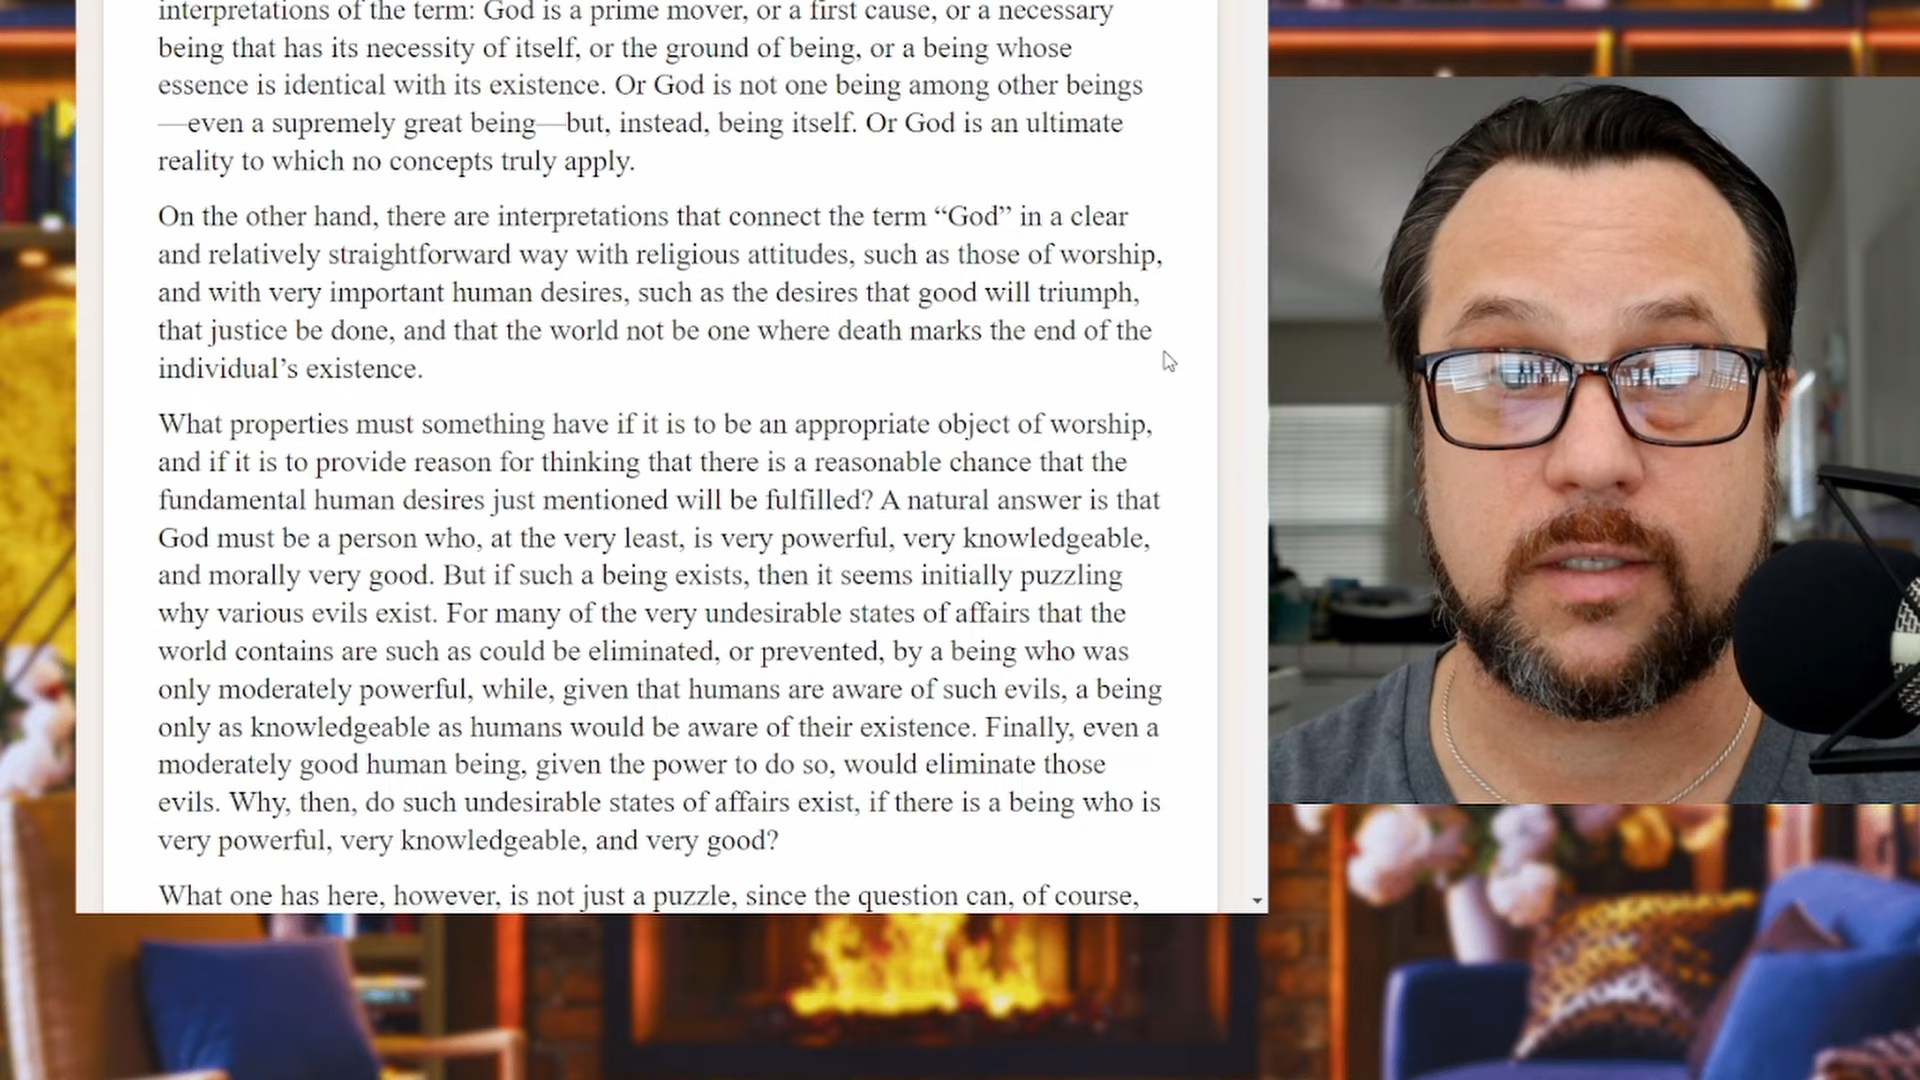 interpretations of the term: God is a prime mover, or a first cause, or a necessary
being that has its necessity of itself, or the ground of being, or a being whose
essence is identical with its existence. Or God is not one being among other beings
—even a supremely great being—but, instead, being itself. Or God is an ultimate
reality to which no concepts truly apply.
On the other hand, there are interpretations that connect the term “God” in a clear
and relatively straightforward way with religious attitudes, such as those of worship,
and with very important human desires, such as the desires that good will triumph,
that justice be done, and that the world not be one where death marks the end of the
individual’s existence.
What properties must something have if it is to be an appropriate object of worship,
and if it is to provide reason for thinking that there is a reasonable chance that the
fundamental human desires just mentioned will be fulfilled? A natural answer is that
God must be a person who, at the very least, is very powerful, very knowledgeable,
and morally very good. But if such a being exists, then it seems initially puzzling
why various evils exist. For many of the very undesirable states of affairs that the
world contains are such as could be eliminated, or prevented, by a being who was
only moderately powerful, while, given that humans are aware of such evils, a being
only as knowledgeable as humans would be aware of their existence. Finally, even a
moderately good human being, given the power to do so, would eliminate those
evils. Why, then, do such undesirable states of affairs exist, if there is a being who is
very powerful, very knowledgeable, and very good?
What one has here, however, is not just a puzzle, since the question can, of course,